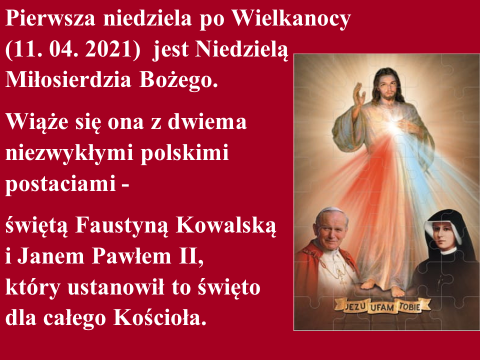 Pierwsza niedziela po Wielkanocy
(11. 04. 2021)  jest Niedzielą
Miłosierdzia Bożego.
Wiąże się ona z dwiema
niezwykłymi polskimi
postaciami -
świętą Faustyną Kowalską
i Janem Pawłem II,
który ustanowił to święto
dla całego Kościoła.
JEZU UFAM TOBIE